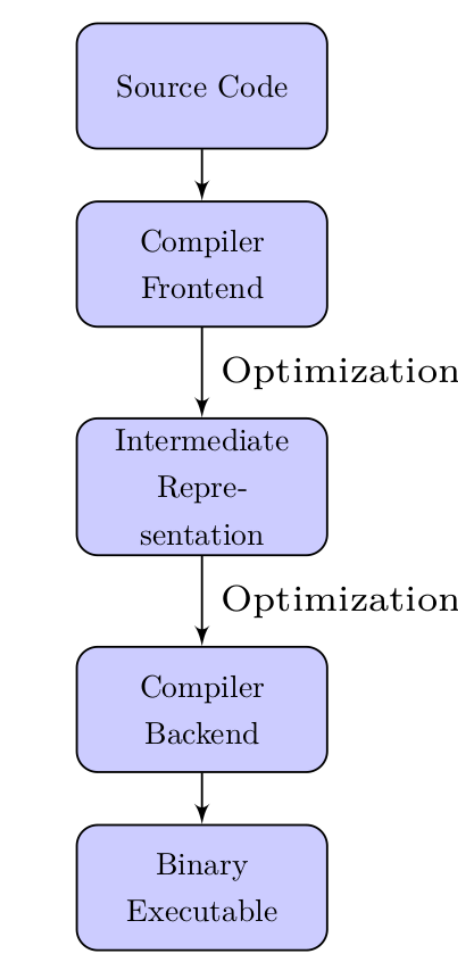 Source Code
Compiler
Frontend
Optimization
Intermediate
Repre-
sentation
Optimization
Compiler
Backend
Binary
Executable